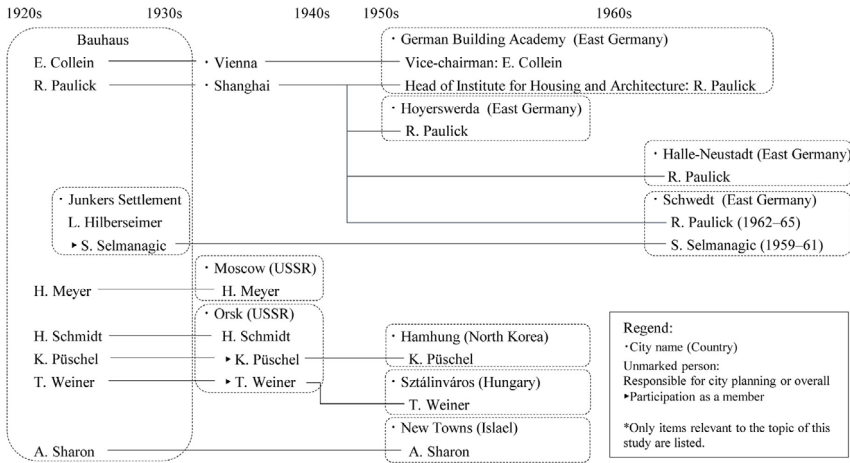 1920s 1930s 1940s 1950s 1960s
Bauhaus
E. Collein
R. Paulick
・Vienna
・Shanghai
・German Building Academy (East Germany)
Vice-chairman: E. Collein
Head of Institute for Housing and Architecture: R. Paulick
・Hoyerswerda (East Germany)
R. Paulick
・Halle-Neustadt (East Germany)
R. Paulick
・Junkers Settlement
L. Hilberseimer
▸S. Selmanagic
・Schwedt (East Germany)
R. Paulick (1962–65)
S. Selmanagic (1959–61)
H. Meyer
・Moscow (USSR)
H. Meyer
H. Schmidt
K. Püschel
T. Weiner
・Orsk (USSR)
H. Schmidt
▸K. Püschel
▸T. Weiner
・Hamhung (North Korea)
K. Püschel
・Sztálinváros (Hungary)
T. Weiner
A. Sharon
・New Towns (Islael)
A. Sharon
Regend:
・City name (Country)
Unmarked person:
Responsible for city planning or overall
▸Participation as a member
*Only items relevant to the topic of this
study are listed.